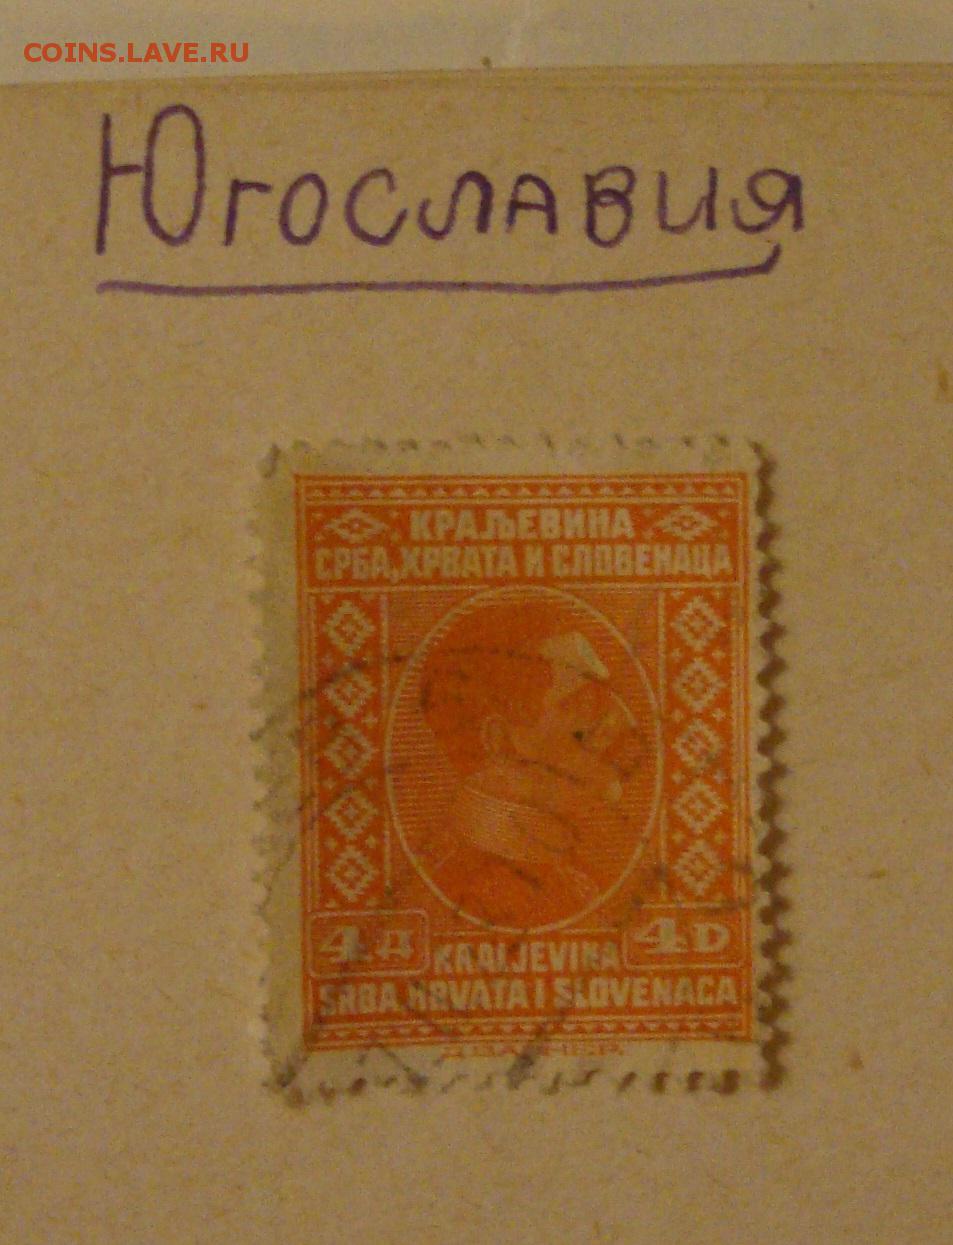 COINS.LAVE.RU
Югославия
КРАЉЕВИНА
СРБА, ХРВАТА И СЛОВЕНАЦА
4 Д
4 D
KRALJEVINA
SRBA, HRVATA I SLOVENACA